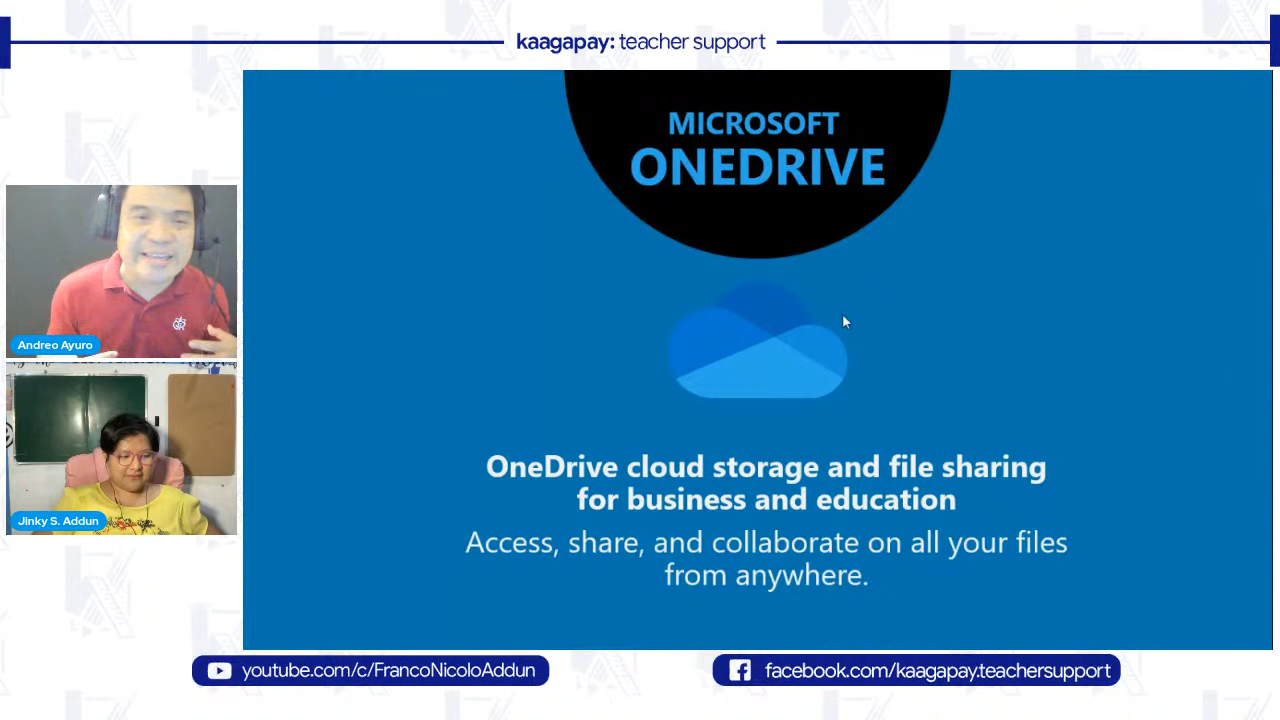 kaagapay: teacher support
MICROSOFT
ONEDRIVE
Andreo Ayuro
Jinky S. Addun
OneDrive cloud storage and file sharing
for business and education
Access, share, and collaborate on all your files
from anywhere.
youtube.com/c/FrancoNicoloAddun
facebook.com/kaagapay.teachersupport